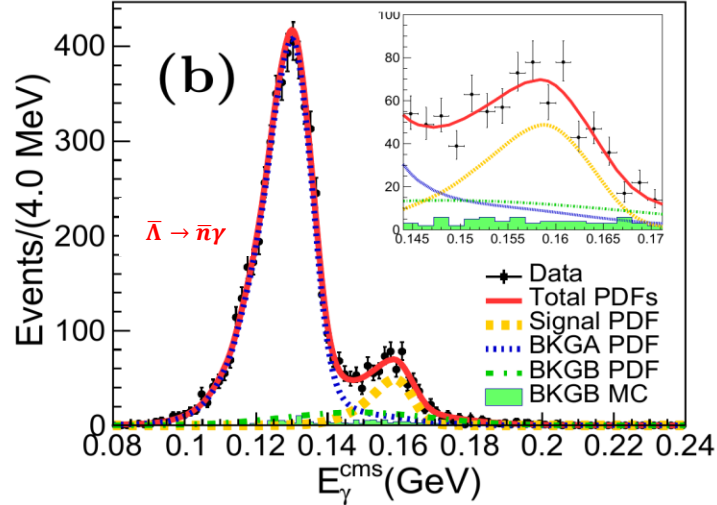 Events/(4.0 MeV)
400
300
200
100
0
(b)
Λ̅ → n̅γ
100
80
60
40
20
0
0.145 0.15 0.155 0.16 0.165 0.17
Data
Total PDFs
Signal PDF
BKGA PDF
BKGB PDF
BKGB MC
0.08 0.1 0.12 0.14 0.16 0.18 0.2 0.22 0.24
E_γ^cms(GeV)